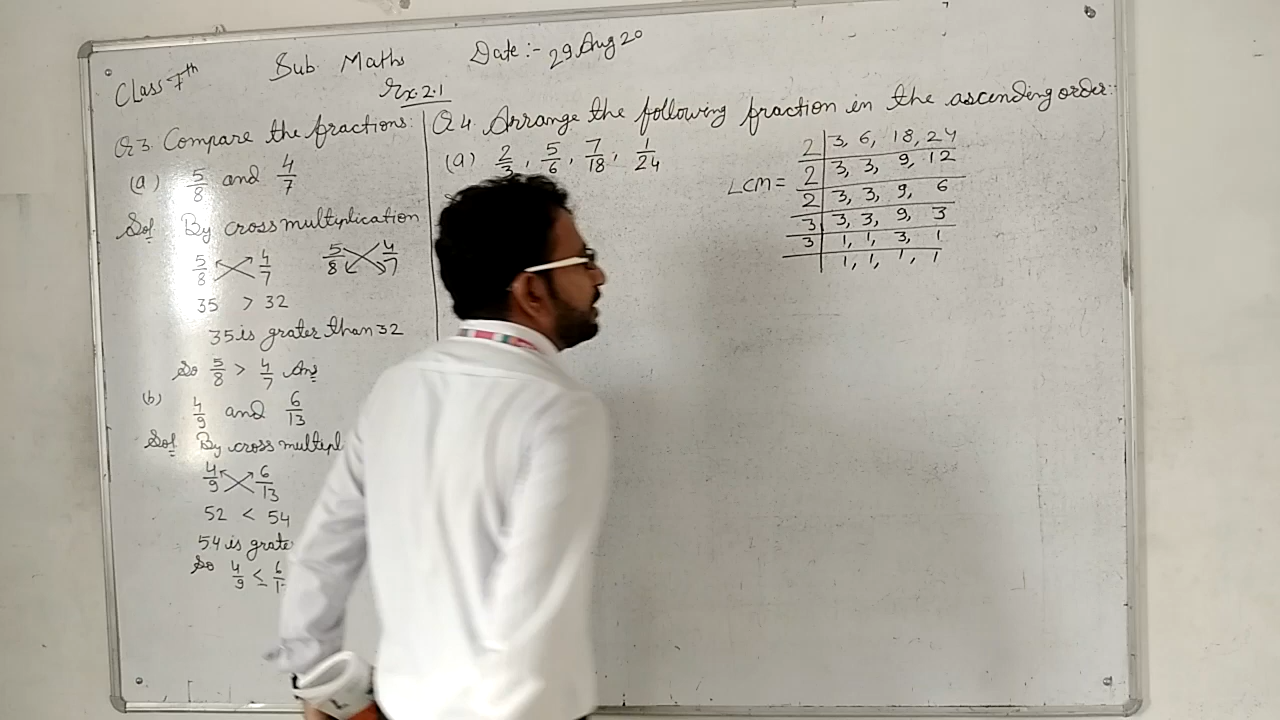 Class 7th Sub Maths Date :- 29 Aug 20
Ex. 2.1
Q 3. Compare the fractions:
(a) 5/8 and 4/7
Sol By cross multiplication
5/8 4/7 5/8 4/7
35 > 32
35 is grater than 32
So 5/8 > 4/7 Ans
(b) 4/9 and 6/13
Sol By cross multipl
4/9 6/13
52 < 54
54 is grate
So 4/9 ≤ 6/1
Q 4. Arrange the following fraction in the ascending order:
(a) 2/3, 5/6, 7/18, 1/24
LCM =
2 | 3, 6, 18, 24
2 | 3, 3, 9, 12
2 | 3, 3, 9, 6
3 | 3, 3, 9, 3
3 | 1, 1, 3, 1
1, 1, 1, 1